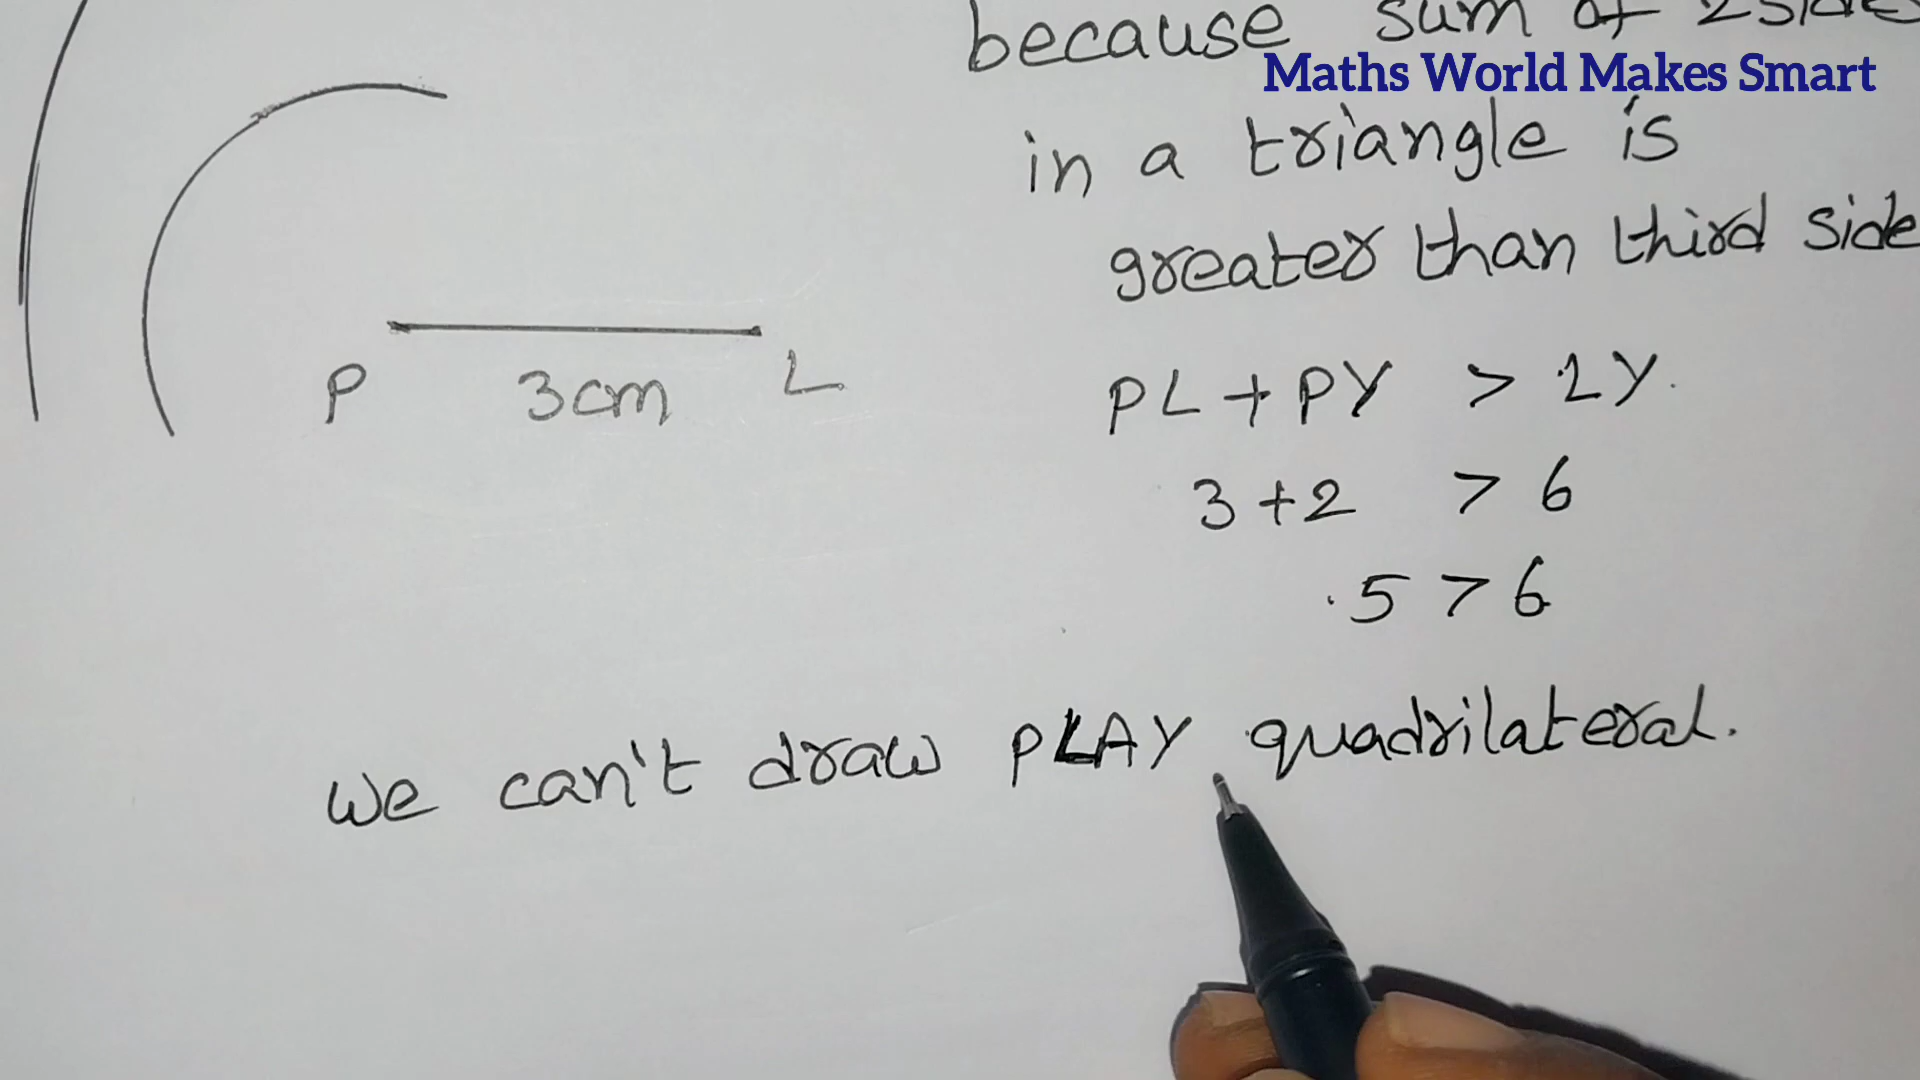 because sum of 2 sides
Maths World Makes Smart
in a triangle is
greater than third side
P 3cm L
PL + PY > LY.
3 + 2 > 6
5 > 6
We can't draw PLAY quadrilateral.